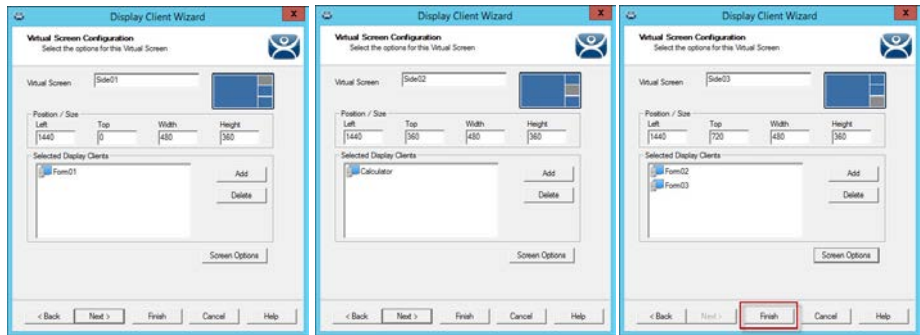 Display Client Wizard
x
Virtual Screen Configuration
Select the options for this Virtual Screen
Virtual Screen Side01
Position / Size
Left Top Width Height
1440 0 480 360
Selected Display Clients
Form01
Add
Delete
Screen Options
< Back Next > Finish Cancel Help
Display Client Wizard
x
Virtual Screen Configuration
Select the options for this Virtual Screen
Virtual Screen Side02
Position / Size
Left Top Width Height
1440 360 480 360
Selected Display Clients
Calculator
Add
Delete
Screen Options
< Back Next > Finish Cancel Help
Display Client Wizard
x
Virtual Screen Configuration
Select the options for this Virtual Screen
Virtual Screen Side03
Position / Size
Left Top Width Height
1440 720 480 360
Selected Display Clients
Form02
Form03
Add
Delete
Screen Options
< Back Next > Finish Cancel Help